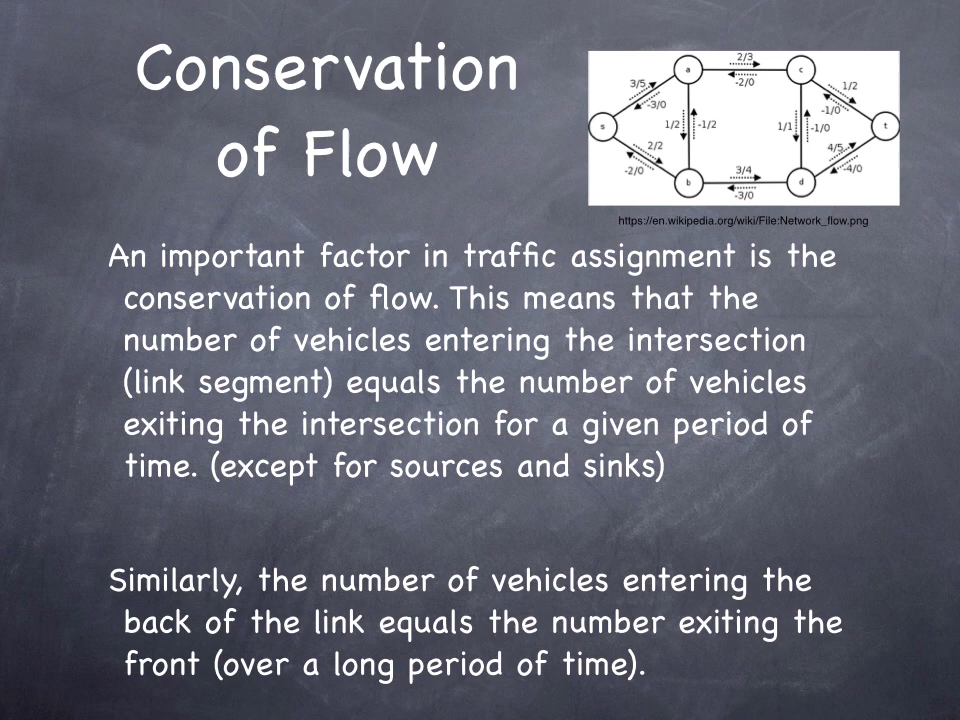 Conservation
of Flow
2/3
a
c
-2/0
3/5
-3/0
1/2
-1/0
s
1/2
-1/2
1/1
-1/0
t
2/2
-2/0
4/5
-4/0
3/4
b
d
-3/0
https://en.wikipedia.org/wiki/File:Network_flow.png
An important factor in traffic assignment is the
conservation of flow. This means that the
number of vehicles entering the intersection
(link segment) equals the number of vehicles
exiting the intersection for a given period of
time. (except for sources and sinks)
Similarly, the number of vehicles entering the
back of the link equals the number exiting the
front (over a long period of time).